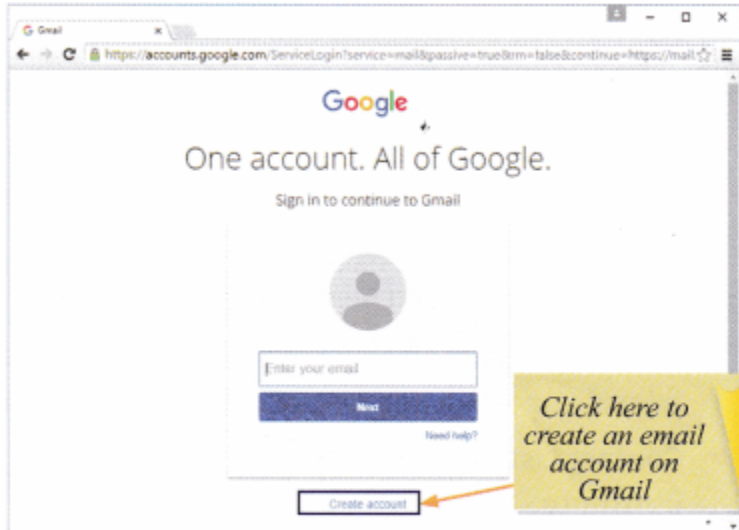 Gmail
https://accounts.google.com/ServiceLogin?service=mail&passive=true&rm=false&continue=https://mail
Google
One account. All of Google.
Sign in to continue to Gmail
Enter your email
Next
Need help?
Create account
Click here to
create an email
account on
Gmail